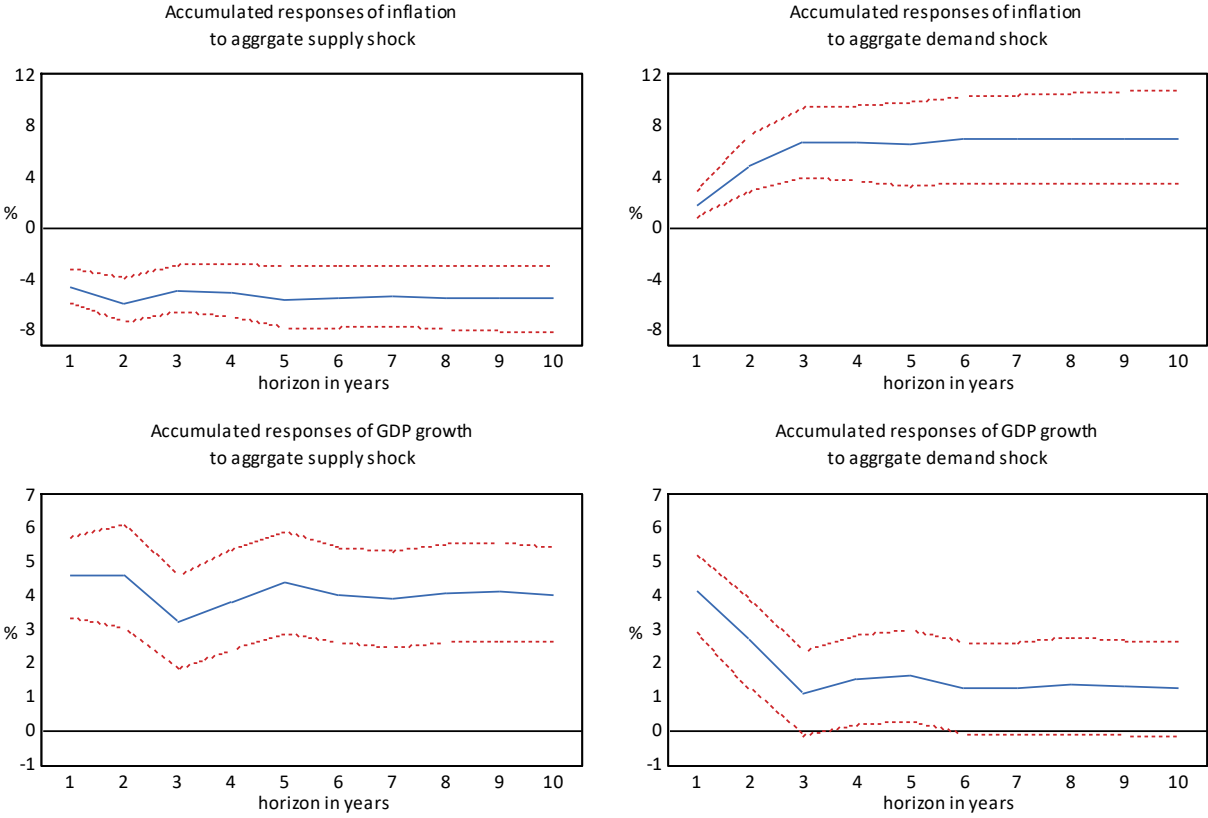 Accumulated responses of inflation
to aggrgate supply shock
12
8
4
%
0
-4
-8
1 2 3 4 5 6 7 8 9 10
horizon in years
Accumulated responses of inflation
to aggrgate demand shock
12
8
4
%
0
-4
-8
1 2 3 4 5 6 7 8 9 10
horizon in years
Accumulated responses of GDP growth
to aggrgate supply shock
7
6
5
4
3
%
2
1
0
-1
1 2 3 4 5 6 7 8 9 10
horizon in years
Accumulated responses of GDP growth
to aggrgate demand shock
7
6
5
4
3
%
2
1
0
-1
1 2 3 4 5 6 7 8 9 10
horizon in years